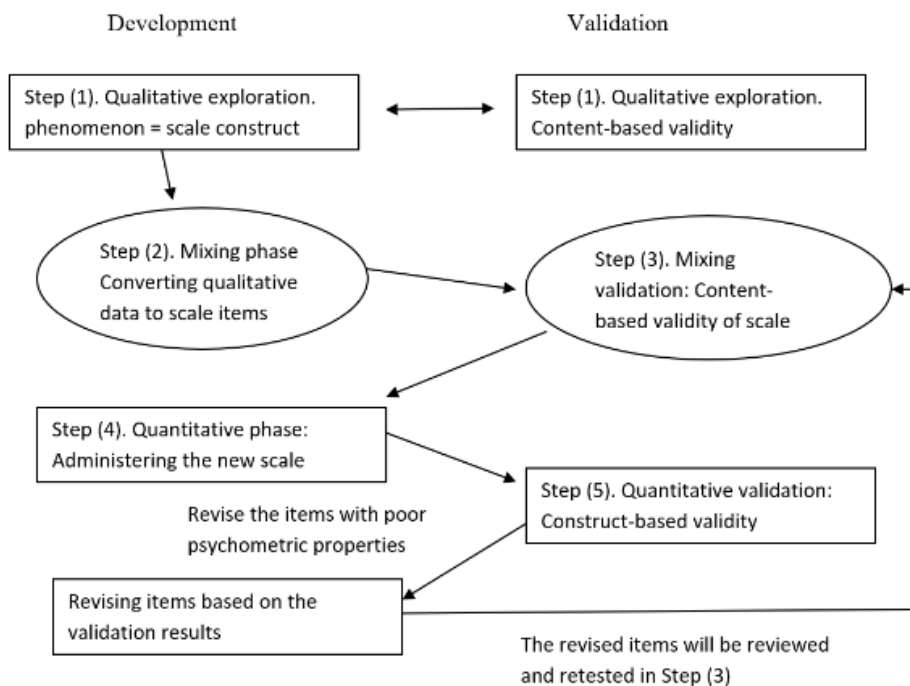 Development
Validation
Step (1). Qualitative exploration.
phenomenon = scale construct
Step (1). Qualitative exploration.
Content-based validity
Step (2). Mixing phase
Converting qualitative
data to scale items
Step (3). Mixing
validation: Content-
based validity of scale
Step (4). Quantitative phase:
Administering the new scale
Step (5). Quantitative validation:
Construct-based validity
Revise the items with poor
psychometric properties
Revising items based on the
validation results
The revised items will be reviewed
and retested in Step (3)